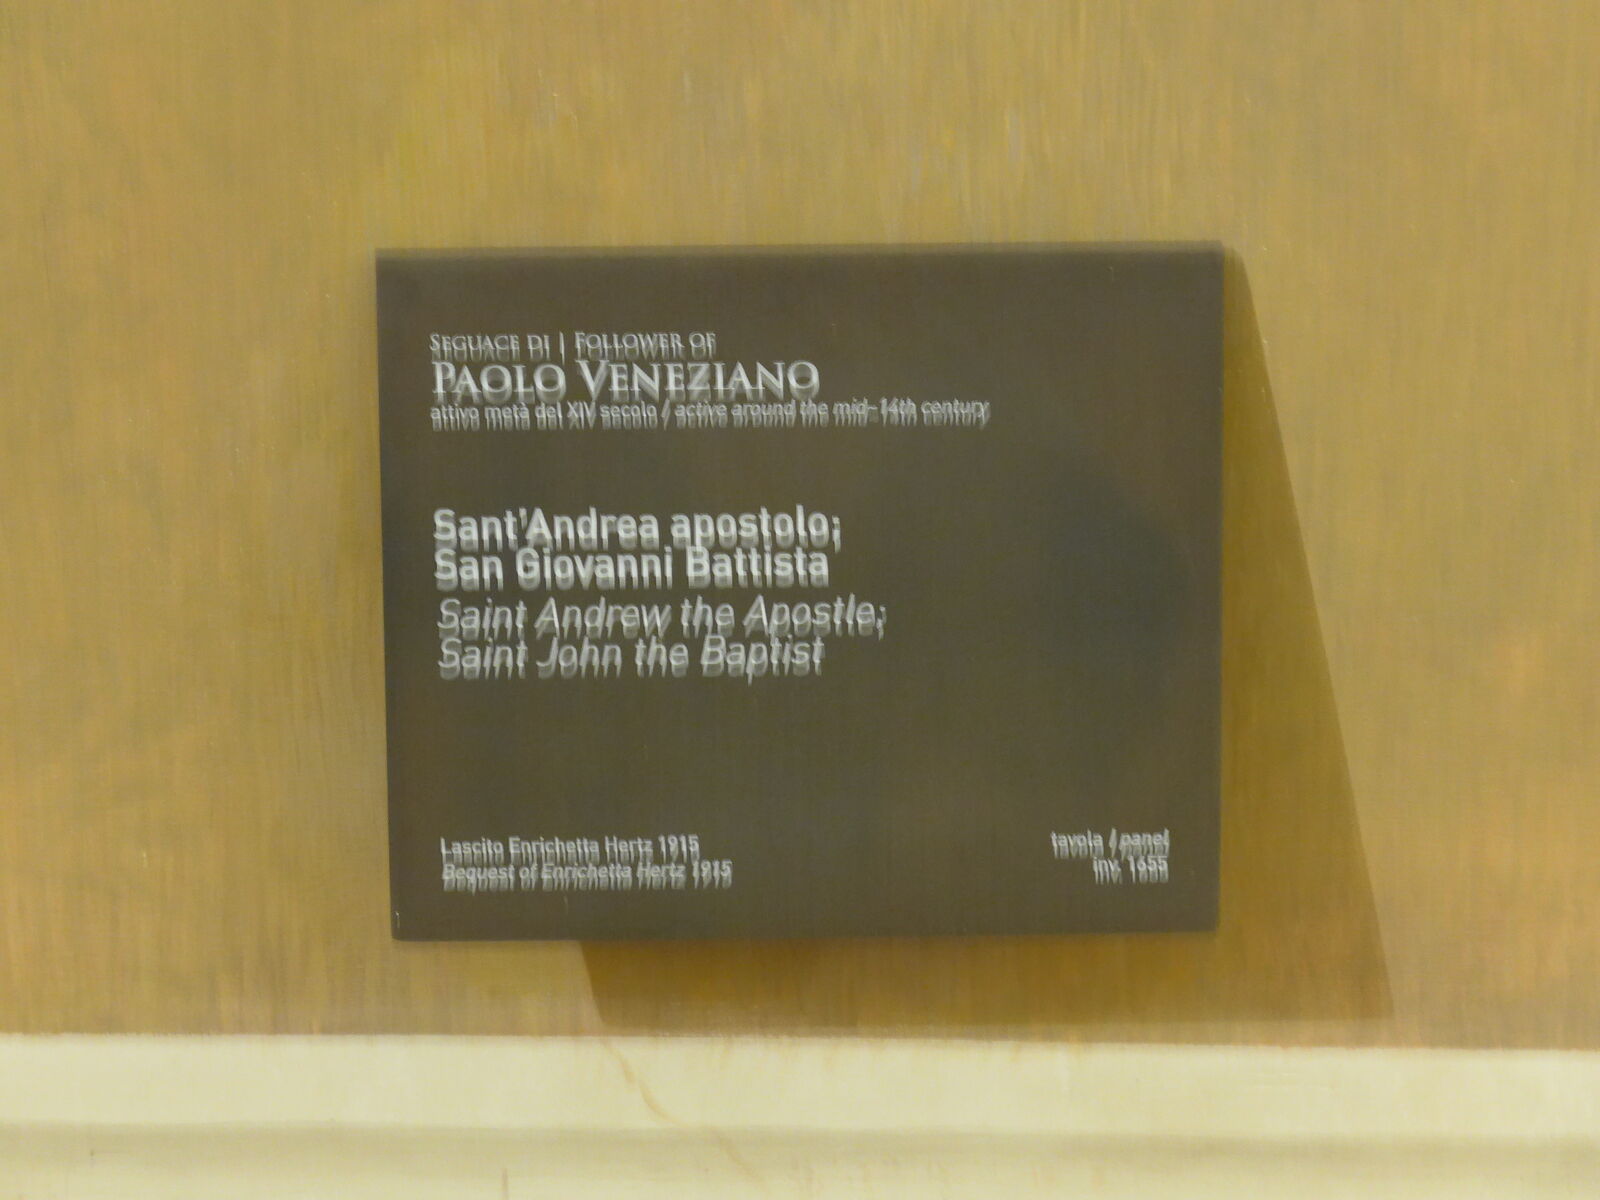 SEGUACE DI | FOLLOWER OF
PAOLO VENEZIANO
attivo metà del XIV secolo / active around the mid-14th century
Sant'Andrea apostolo;
San Giovanni Battista
Saint Andrew the Apostle;
Saint John the Baptist
Lascito Enrichetta Hertz 1915
Bequest of Enrichetta Hertz 1915
tavola / panel
inv. 1655